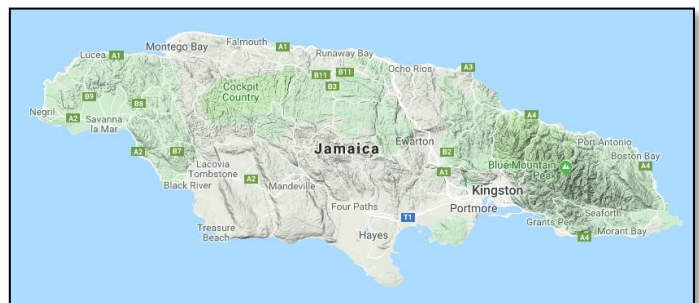 Montego Bay
Falmouth
A1
Lucea
A1
Runaway Bay
B11
B11
Ocho Rios
A3
Cockpit
Country
B3
B9
B8
Negril
A2
Savanna
la Mar
A4
Port Antonio
Boston Bay
Jamaica
Ewarton
A2
B7
B2
Blue Mountain
Peak
A4
Lacovia
Tombstone
A1
Black River
A2
Mandeville
Kingston
Four Paths
Portmore
T1
Seaforth
Grants Pen
Treasure
Beach
Hayes
Morant Bay
A4